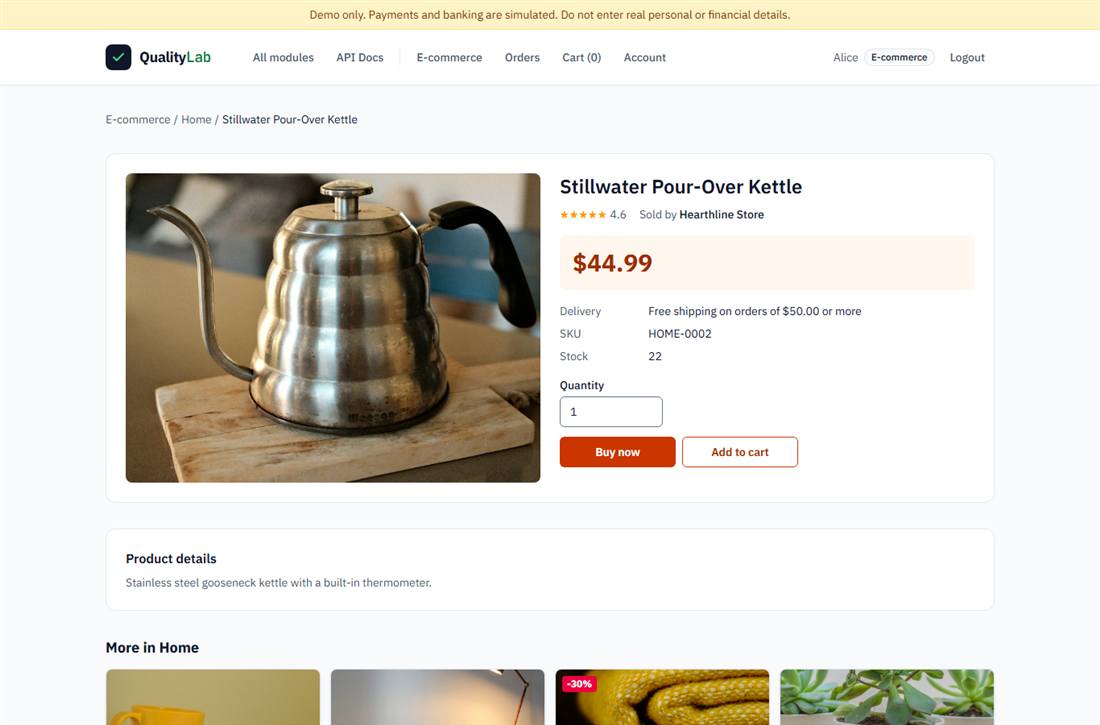 Demo only. Payments and banking are simulated. Do not enter real personal or financial details.
QualityLab All modules API Docs E-commerce Orders Cart (0) Account Alice E-commerce Logout
E-commerce / Home / Stillwater Pour-Over Kettle
Stillwater Pour-Over Kettle
★★★★★ 4.6 Sold by Hearthline Store
$44.99
Delivery Free shipping on orders of $50.00 or more
SKU HOME-0002
Stock 22
Quantity
1
Buy now Add to cart
Product details
Stainless steel gooseneck kettle with a built-in thermometer.
More in Home
-30%